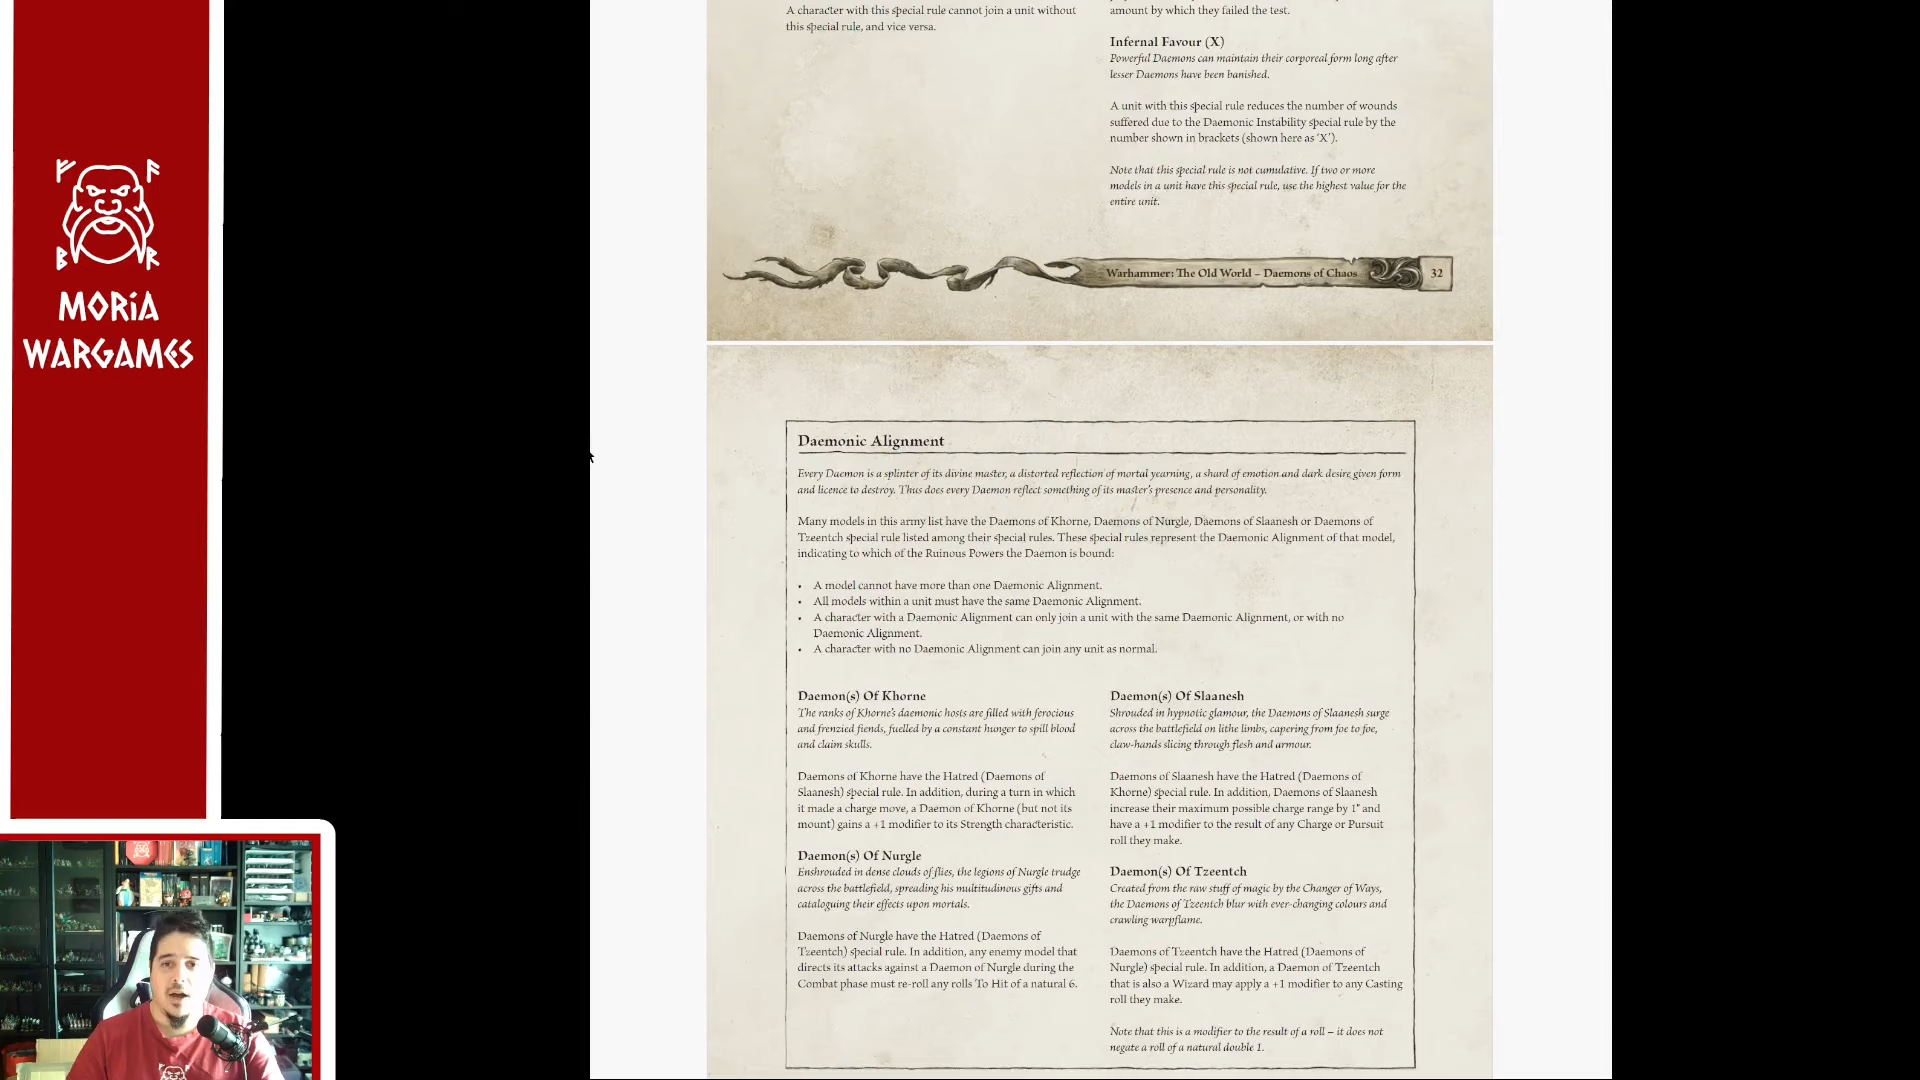 MORIA
WARGAMES
A character with this special rule cannot join a unit without
this special rule, and vice versa.
amount by which they failed the test.
Infernal Favour (X)
Powerful Daemons can maintain their corporeal form long after
lesser Daemons have been banished.
A unit with this special rule reduces the number of wounds
suffered due to the Daemonic Instability special rule by the
number shown in brackets (shown here as ‘X’).
Note that this special rule is not cumulative. If two or more
models in a unit have this special rule, use the highest value for the
entire unit.
Warhammer: The Old World – Daemons of Chaos
32
Daemonic Alignment
Every Daemon is a splinter of its divine master, a distorted reflection of mortal yearning, a shard of emotion and dark desire given form
and licence to destroy. Thus does every Daemon reflect something of its master’s presence and personality.
Many models in this army list have the Daemons of Khorne, Daemons of Nurgle, Daemons of Slaanesh or Daemons of
Tzeentch special rule listed among their special rules. These special rules represent the Daemonic Alignment of that model,
indicating to which of the Ruinous Powers the Daemon is bound:
• A model cannot have more than one Daemonic Alignment.
• All models within a unit must have the same Daemonic Alignment.
• A character with a Daemonic Alignment can only join a unit with the same Daemonic Alignment, or with no
Daemonic Alignment.
• A character with no Daemonic Alignment can join any unit as normal.
Daemon(s) Of Khorne
The ranks of Khorne’s daemonic hosts are filled with ferocious
and frenzied fiends, fuelled by a constant hunger to spill blood
and claim skulls.
Daemons of Khorne have the Hatred (Daemons of
Slaanesh) special rule. In addition, during a turn in which
it made a charge move, a Daemon of Khorne (but not its
mount) gains a +1 modifier to its Strength characteristic.
Daemon(s) Of Nurgle
Enshrouded in dense clouds of flies, the legions of Nurgle trudge
across the battlefield, spreading his multitudinous gifts and
cataloguing their effects upon mortals.
Daemons of Nurgle have the Hatred (Daemons of
Tzeentch) special rule. In addition, any enemy model that
directs its attacks against a Daemon of Nurgle during the
Combat phase must re-roll any rolls To Hit of a natural 6.
Daemon(s) Of Slaanesh
Shrouded in hypnotic glamour, the Daemons of Slaanesh surge
across the battlefield on lithe limbs, capering from foe to foe,
claw-hands slicing through flesh and armour.
Daemons of Slaanesh have the Hatred (Daemons of
Khorne) special rule. In addition, Daemons of Slaanesh
increase their maximum possible charge range by 1" and
have a +1 modifier to the result of any Charge or Pursuit
roll they make.
Daemon(s) Of Tzeentch
Created from the raw stuff of magic by the Changer of Ways,
the Daemons of Tzeentch blur with ever-changing colours and
crawling warpflame.
Daemons of Tzeentch have the Hatred (Daemons of
Nurgle) special rule. In addition, a Daemon of Tzeentch
that is also a Wizard may apply a +1 modifier to any Casting
roll they make.
Note that this is a modifier to the result of a roll – it does not
negate a roll of a natural double 1.